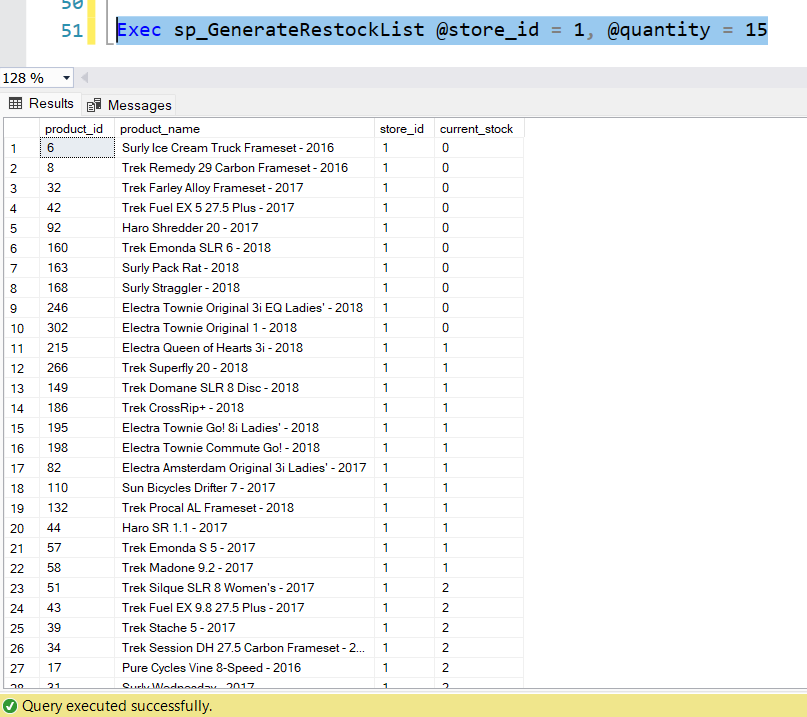 50
51 Exec sp_GenerateRestockList @store_id = 1, @quantity = 15
128 %
Results Messages
product_id product_name store_id current_stock
1 6 Surly Ice Cream Truck Frameset - 2016 1 0
2 8 Trek Remedy 29 Carbon Frameset - 2016 1 0
3 32 Trek Farley Alloy Frameset - 2017 1 0
4 42 Trek Fuel EX 5 27.5 Plus - 2017 1 0
5 92 Haro Shredder 20 - 2017 1 0
6 160 Trek Emonda SLR 6 - 2018 1 0
7 163 Surly Pack Rat - 2018 1 0
8 168 Surly Straggler - 2018 1 0
9 246 Electra Townie Original 3i EQ Ladies' - 2018 1 0
10 302 Electra Townie Original 1 - 2018 1 0
11 215 Electra Queen of Hearts 3i - 2018 1 1
12 266 Trek Superfly 20 - 2018 1 1
13 149 Trek Domane SLR 8 Disc - 2018 1 1
14 186 Trek CrossRip+ - 2018 1 1
15 195 Electra Townie Go! 8i Ladies' - 2018 1 1
16 198 Electra Townie Commute Go! - 2018 1 1
17 82 Electra Amsterdam Original 3i Ladies' - 2017 1 1
18 110 Sun Bicycles Drifter 7 - 2017 1 1
19 132 Trek Procal AL Frameset - 2018 1 1
20 44 Haro SR 1.1 - 2017 1 1
21 57 Trek Emonda S 5 - 2017 1 1
22 58 Trek Madone 9.2 - 2017 1 1
23 51 Trek Silque SLR 8 Women's - 2017 1 2
24 43 Trek Fuel EX 9.8 27.5 Plus - 2017 1 2
25 39 Trek Stache 5 - 2017 1 2
26 34 Trek Session DH 27.5 Carbon Frameset - 2... 1 2
27 17 Pure Cycles Vine 8-Speed - 2016 1 2
28 31 Surly Wednesday - 2017 1 2
Query executed successfully.